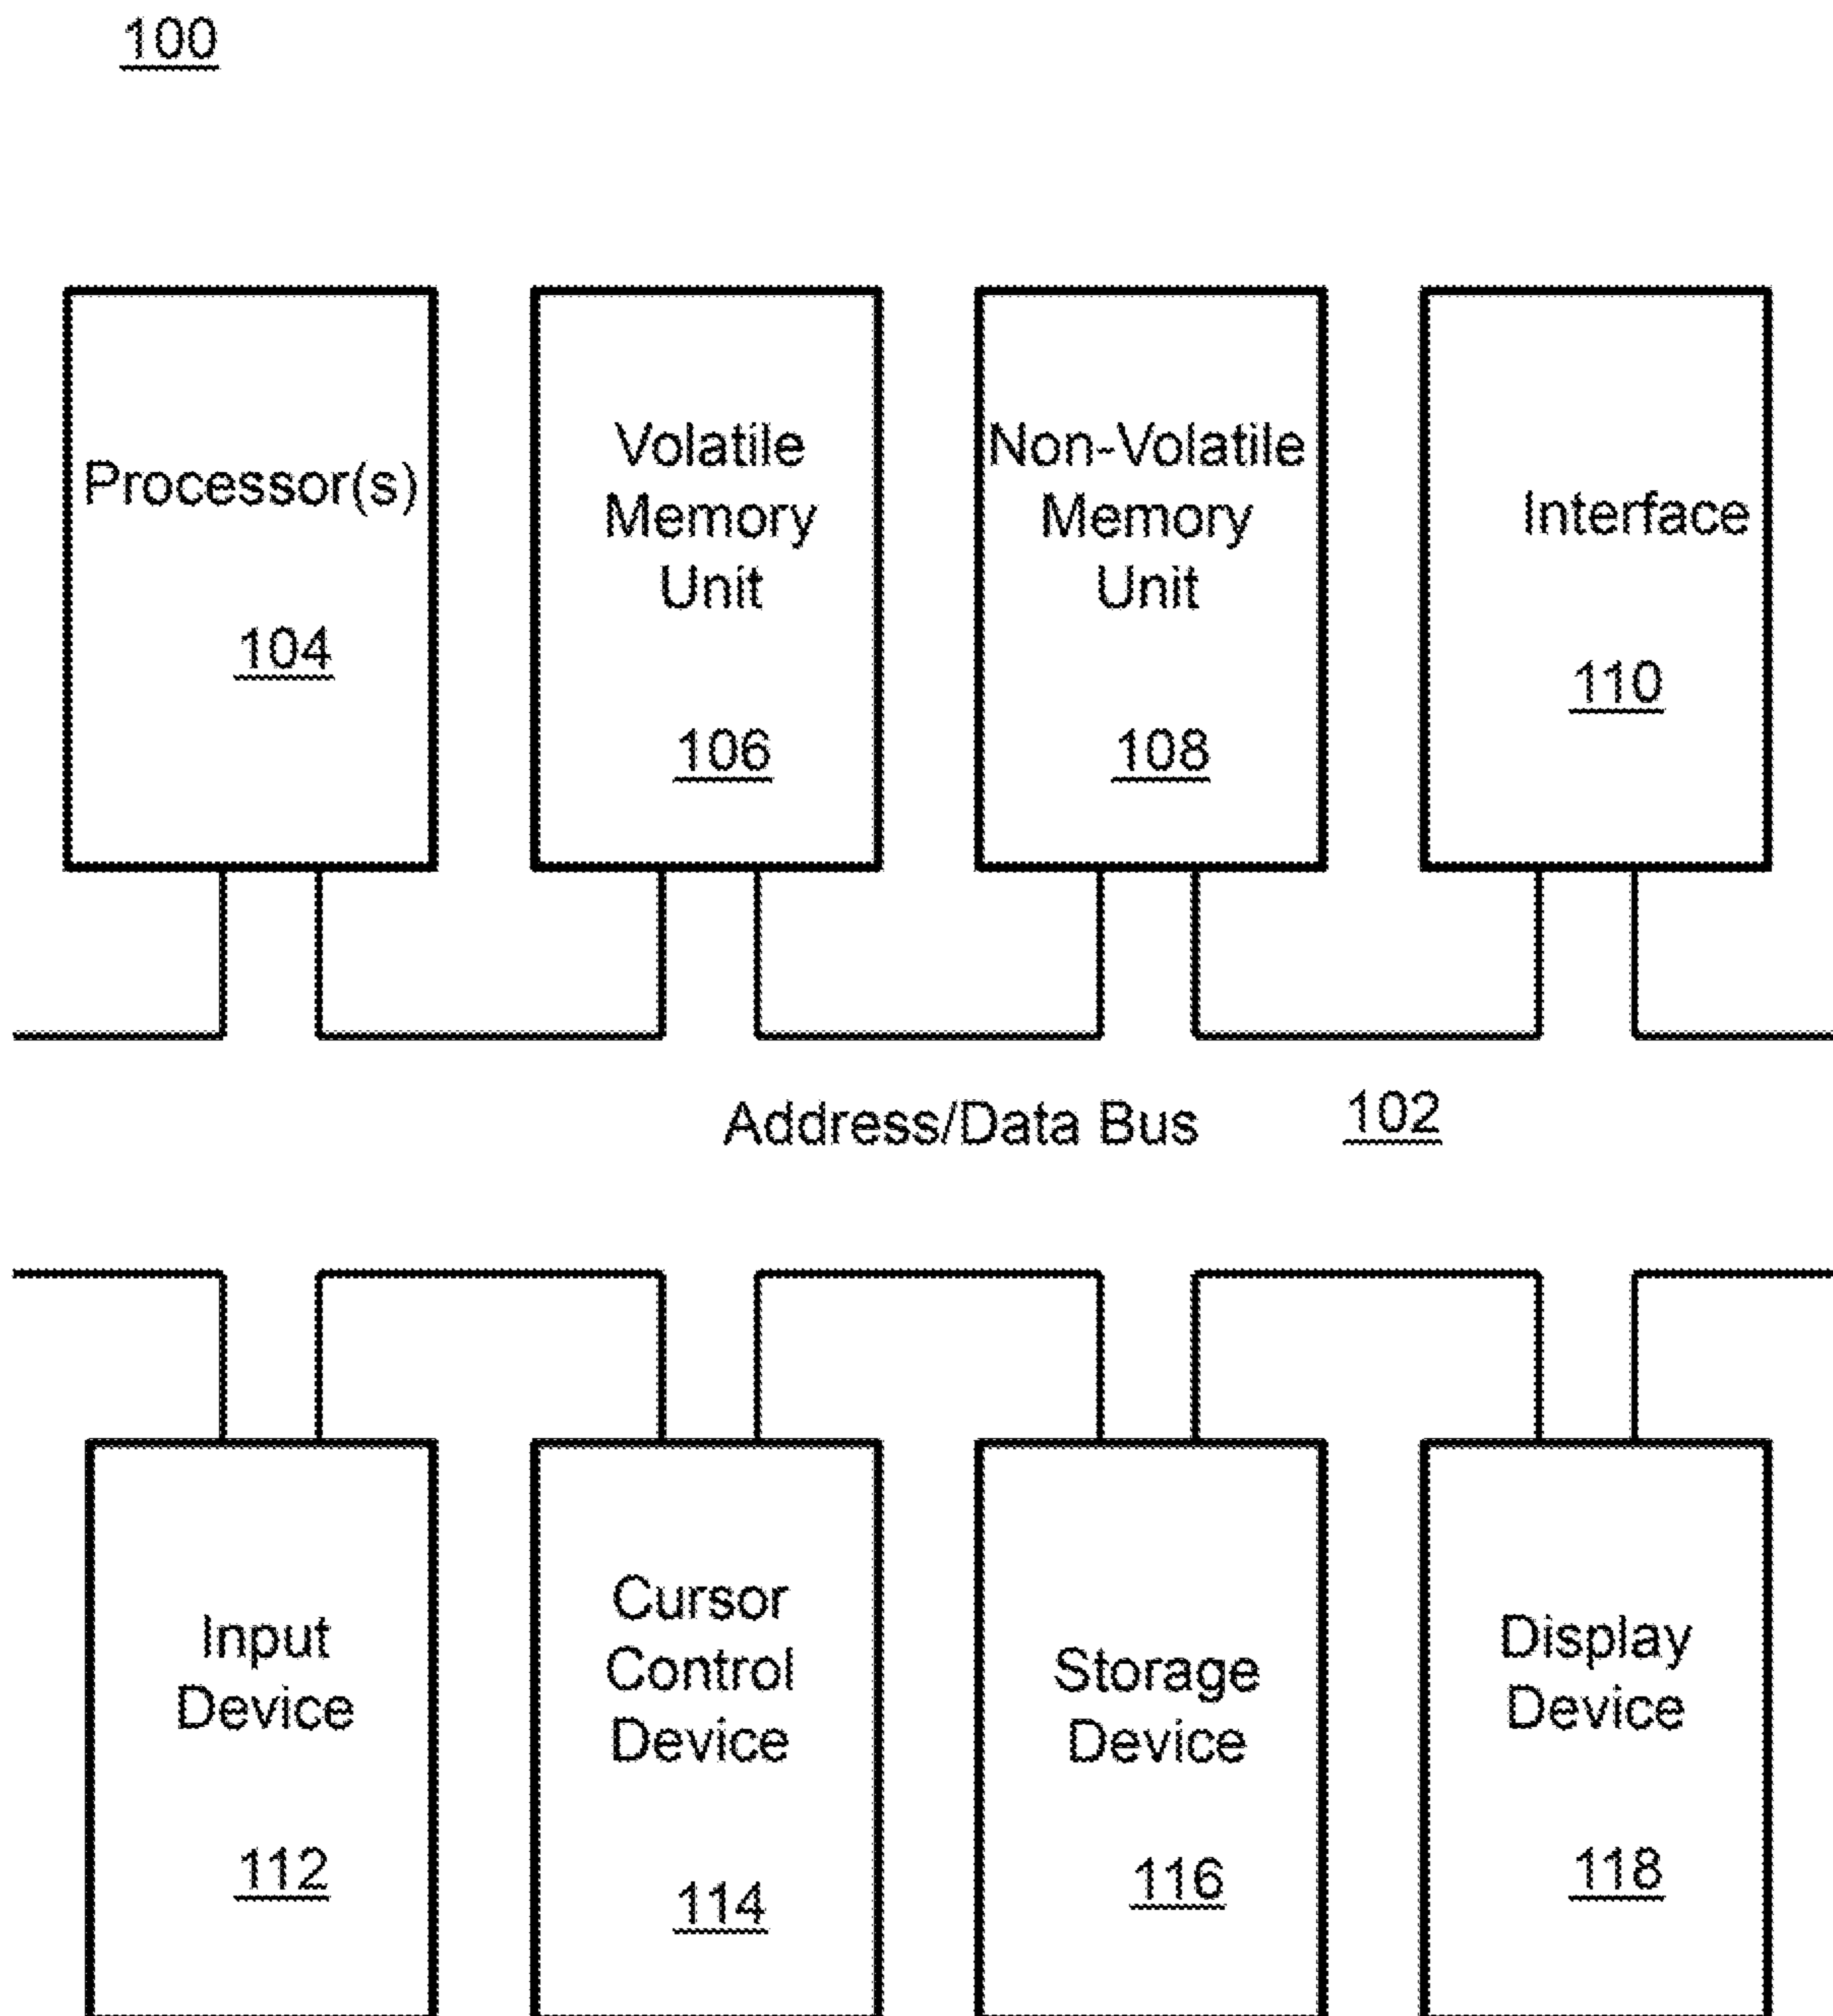 100
Processor(s)
104
Volatile
Memory
Unit
106
Non-Volatile
Memory
Unit
108
Interface
110
Address/Data Bus 102
Input
Device
112
Cursor
Control
Device
114
Storage
Device
116
Display
Device
118